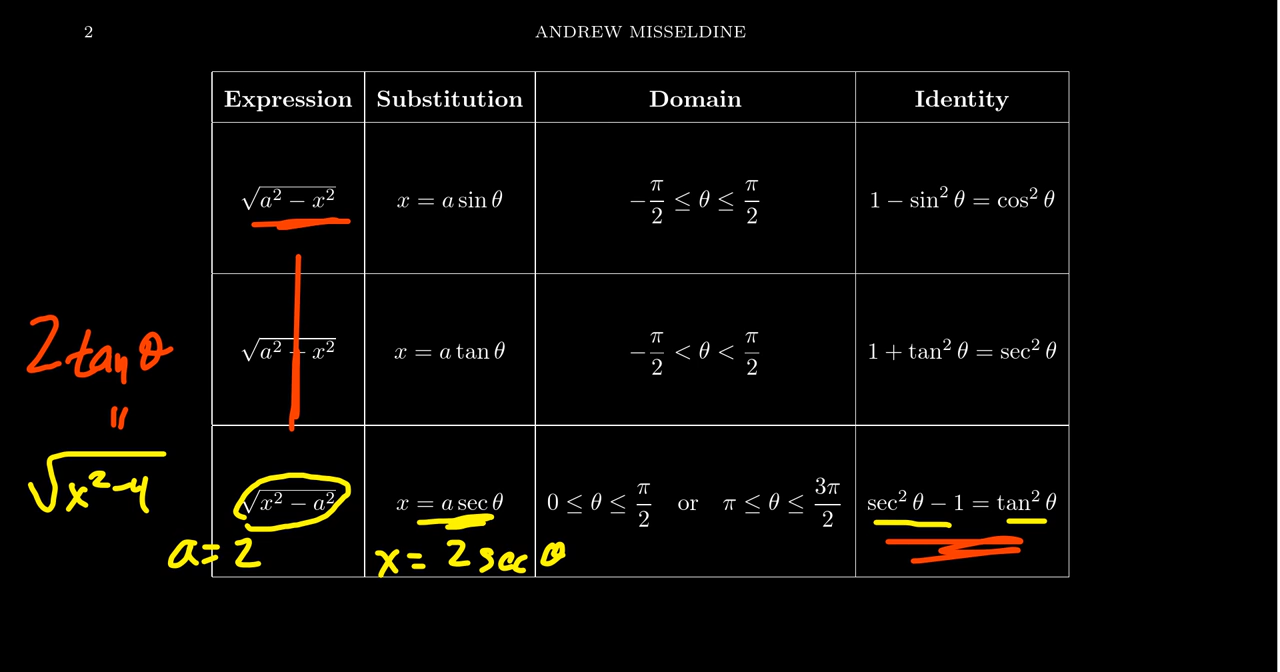 2 ANDREW MISSELDINE
Expression Substitution Domain Identity
√(a² − x²) x = a sin θ −π/2 ≤ θ ≤ π/2 1 − sin² θ = cos² θ
√(a² + x²) x = a tan θ −π/2 < θ < π/2 1 + tan² θ = sec² θ
2 tan θ
=
√(x²-4)
√(x² − a²) x = a sec θ 0 ≤ θ ≤ π/2 or π ≤ θ ≤ 3π/2 sec² θ − 1 = tan² θ
a = 2 x = 2 sec θ